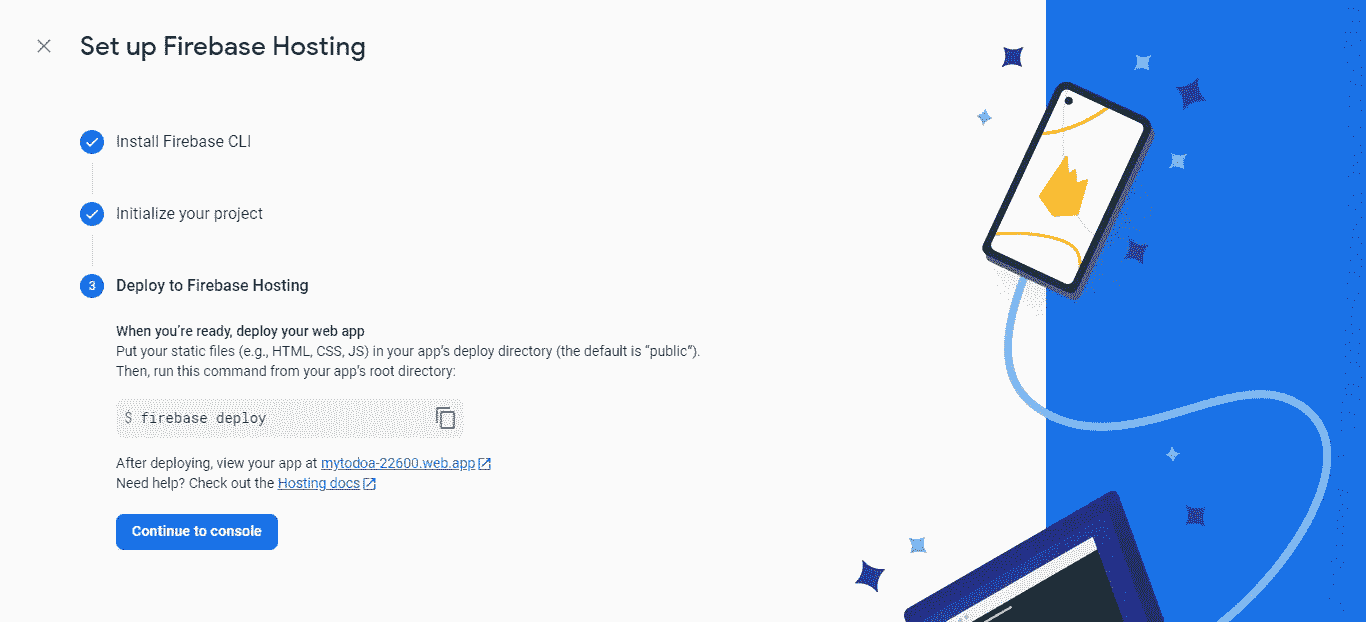 Set up Firebase Hosting
Install Firebase CLI
Initialize your project
3 Deploy to Firebase Hosting
When you’re ready, deploy your web app
Put your static files (e.g., HTML, CSS, JS) in your app’s deploy directory (the default is “public”).
Then, run this command from your app’s root directory:
$ firebase deploy
After deploying, view your app at mytodoa-22600.web.app
Need help? Check out the Hosting docs
Continue to console